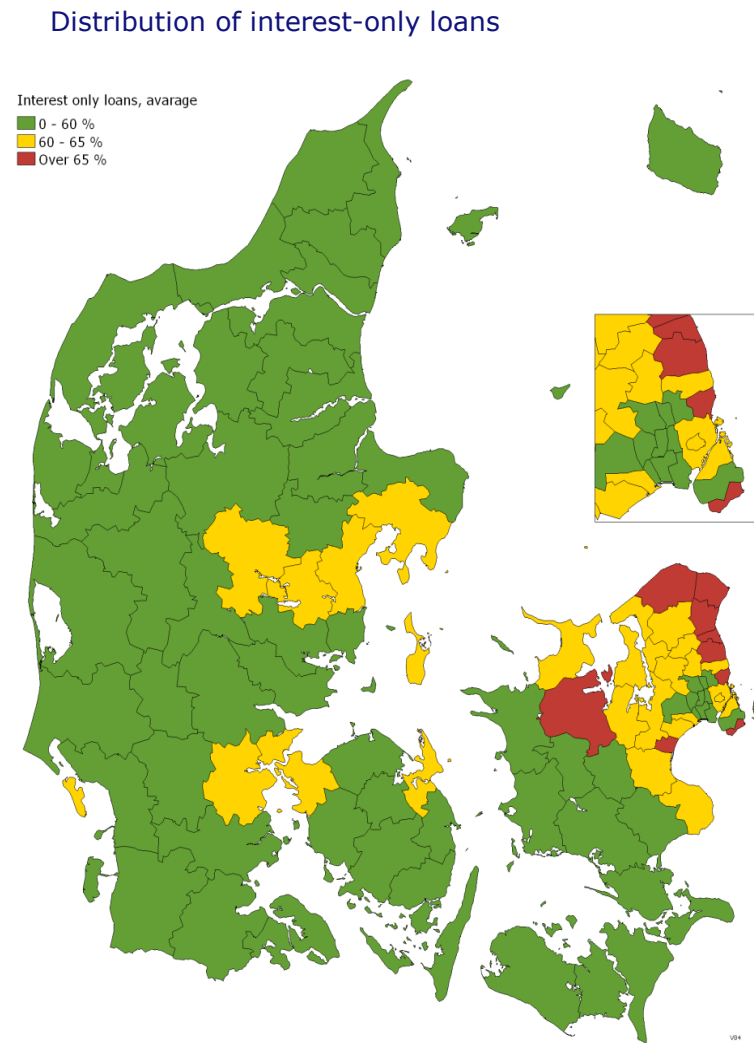 Distribution of interest-only loans
Interest only loans, avarage
0 - 60 %
60 - 65 %
Over 65 %